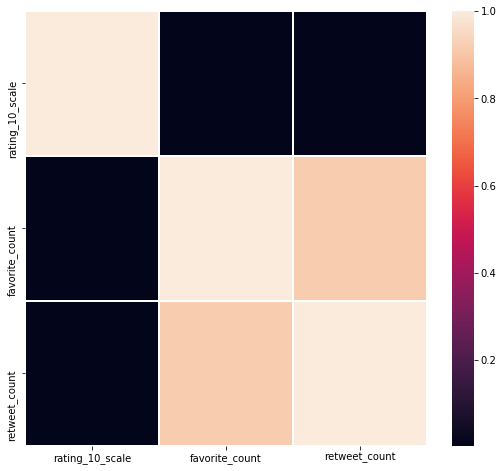 rating_10_scale
favorite_count
retweet_count
rating_10_scale
favorite_count
retweet_count
1.0
0.8
0.6
0.4
0.2